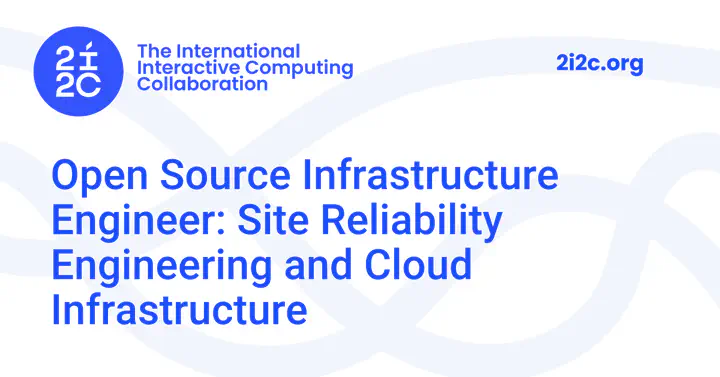 2i
2C
The International
Interactive Computing
Collaboration
2i2c.org
Open Source Infrastructure
Engineer: Site Reliability
Engineering and Cloud
Infrastructure